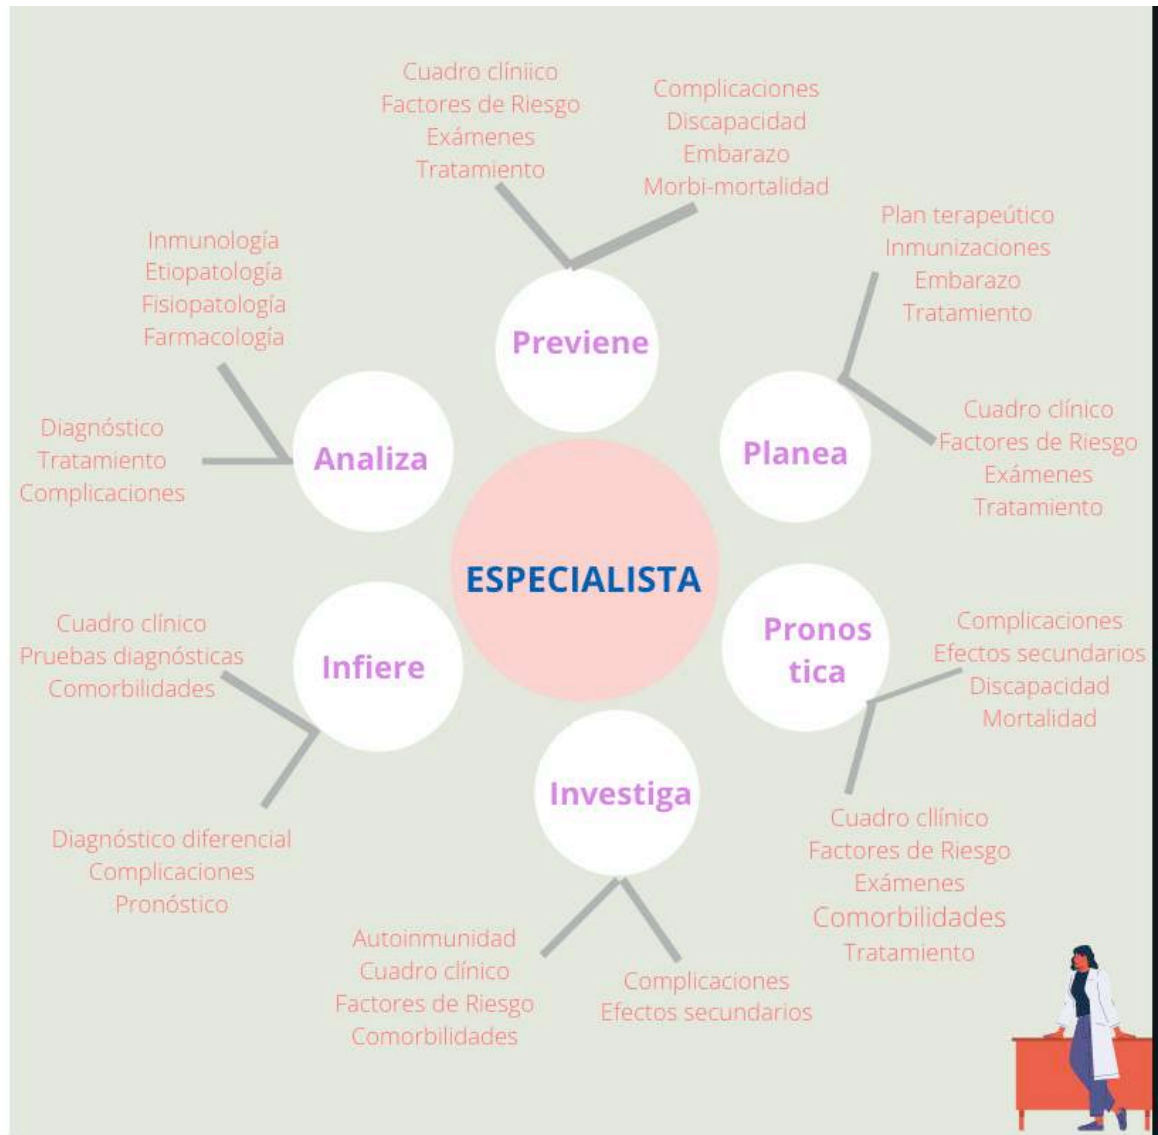 Cuadro clíniico
Factores de Riesgo
Exámenes
Tratamiento
Complicaciones
Discapacidad
Embarazo
Morbi-mortalidad
Previene
Plan terapeútico
Inmunizaciones
Embarazo
Tratamiento
Cuadro clínico
Factores de Riesgo
Exámenes
Tratamiento
Planea
Inmunología
Etiopatología
Fisiopatología
Farmacología
Diagnóstico
Tratamiento
Complicaciones
Analiza
ESPECIALISTA
Cuadro clínico
Pruebas diagnósticas
Comorbilidades
Infiere
Diagnóstico diferencial
Complicaciones
Pronóstico
Pronos
tica
Complicaciones
Efectos secundarios
Discapacidad
Mortalidad
Cuadro cllínico
Factores de Riesgo
Exámenes
Comorbilidades
Tratamiento
Investiga
Autoinmunidad
Cuadro clínico
Factores de Riesgo
Comorbilidades
Complicaciones
Efectos secundarios